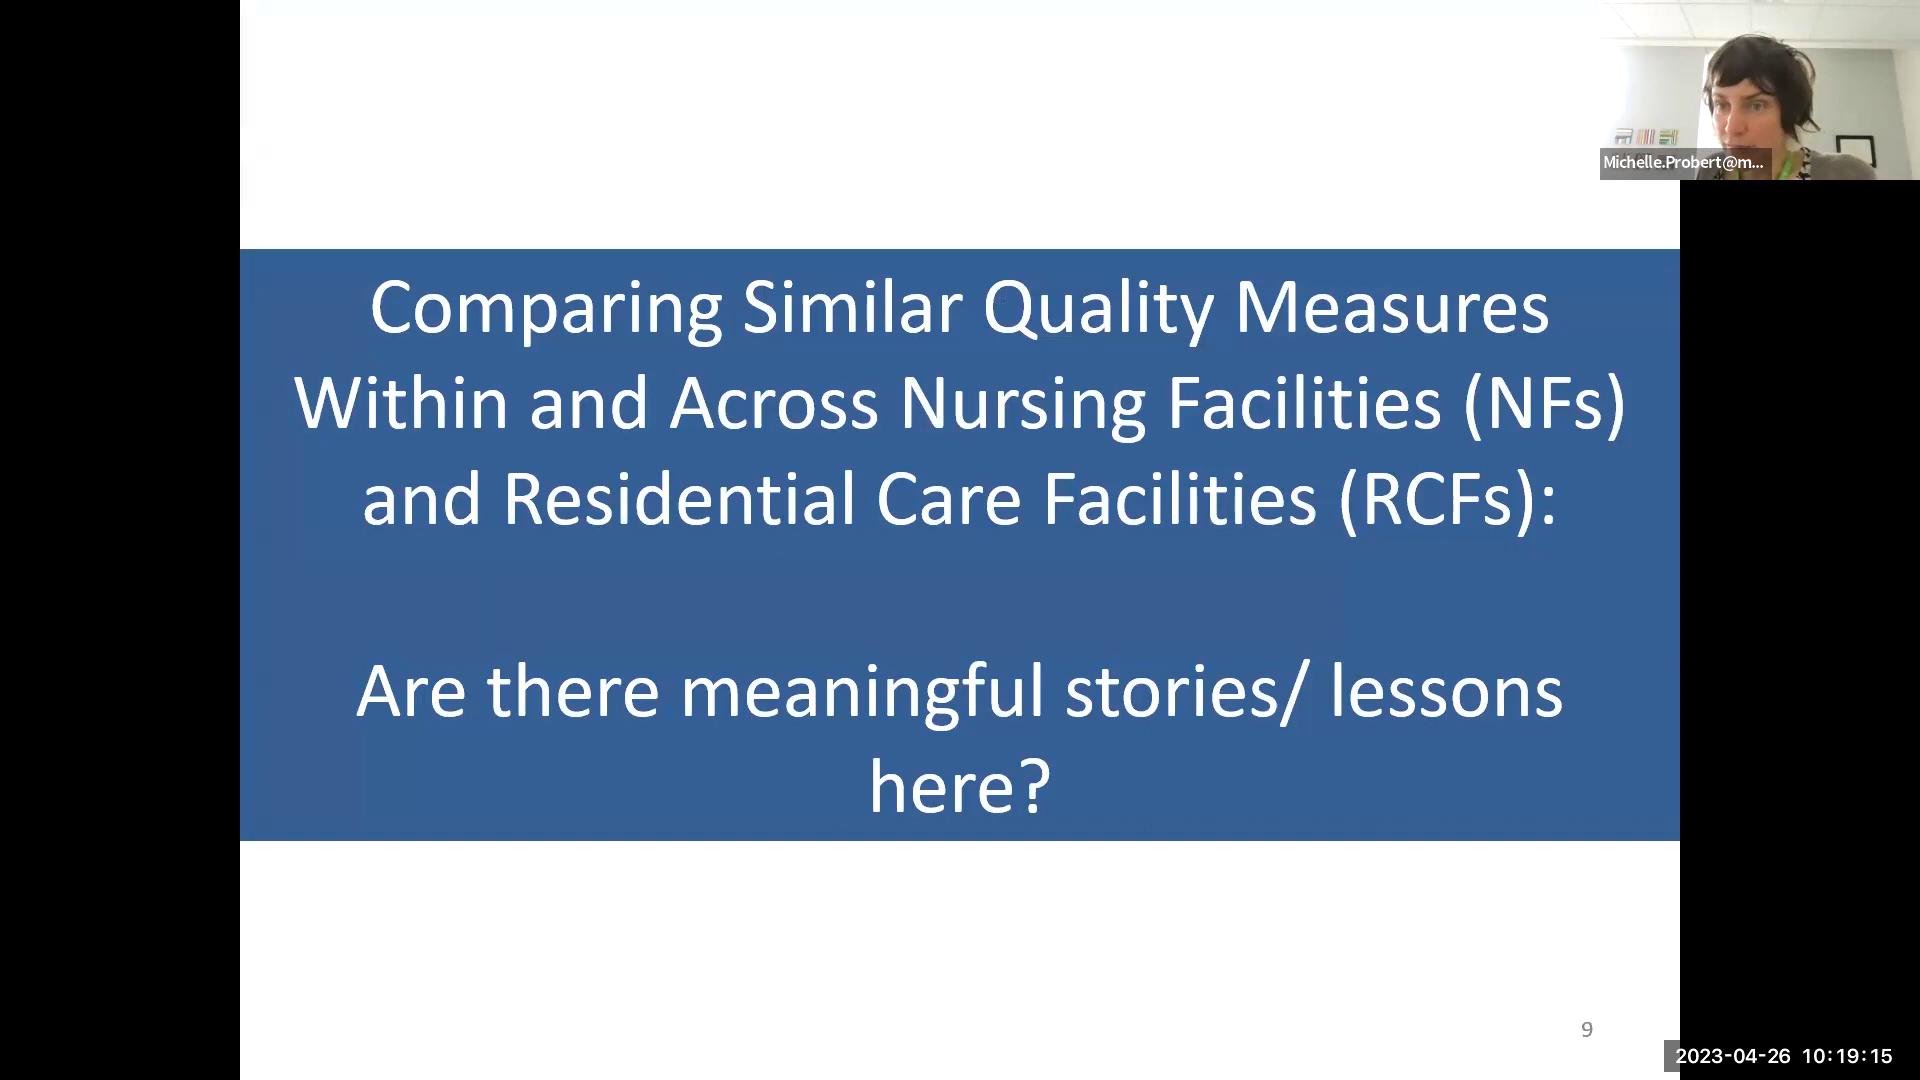 Michelle.Probert@m...
Comparing Similar Quality Measures
Within and Across Nursing Facilities (NFs)
and Residential Care Facilities (RCFs):
Are there meaningful stories/ lessons
here?
9
2023-04-26 10:19:15